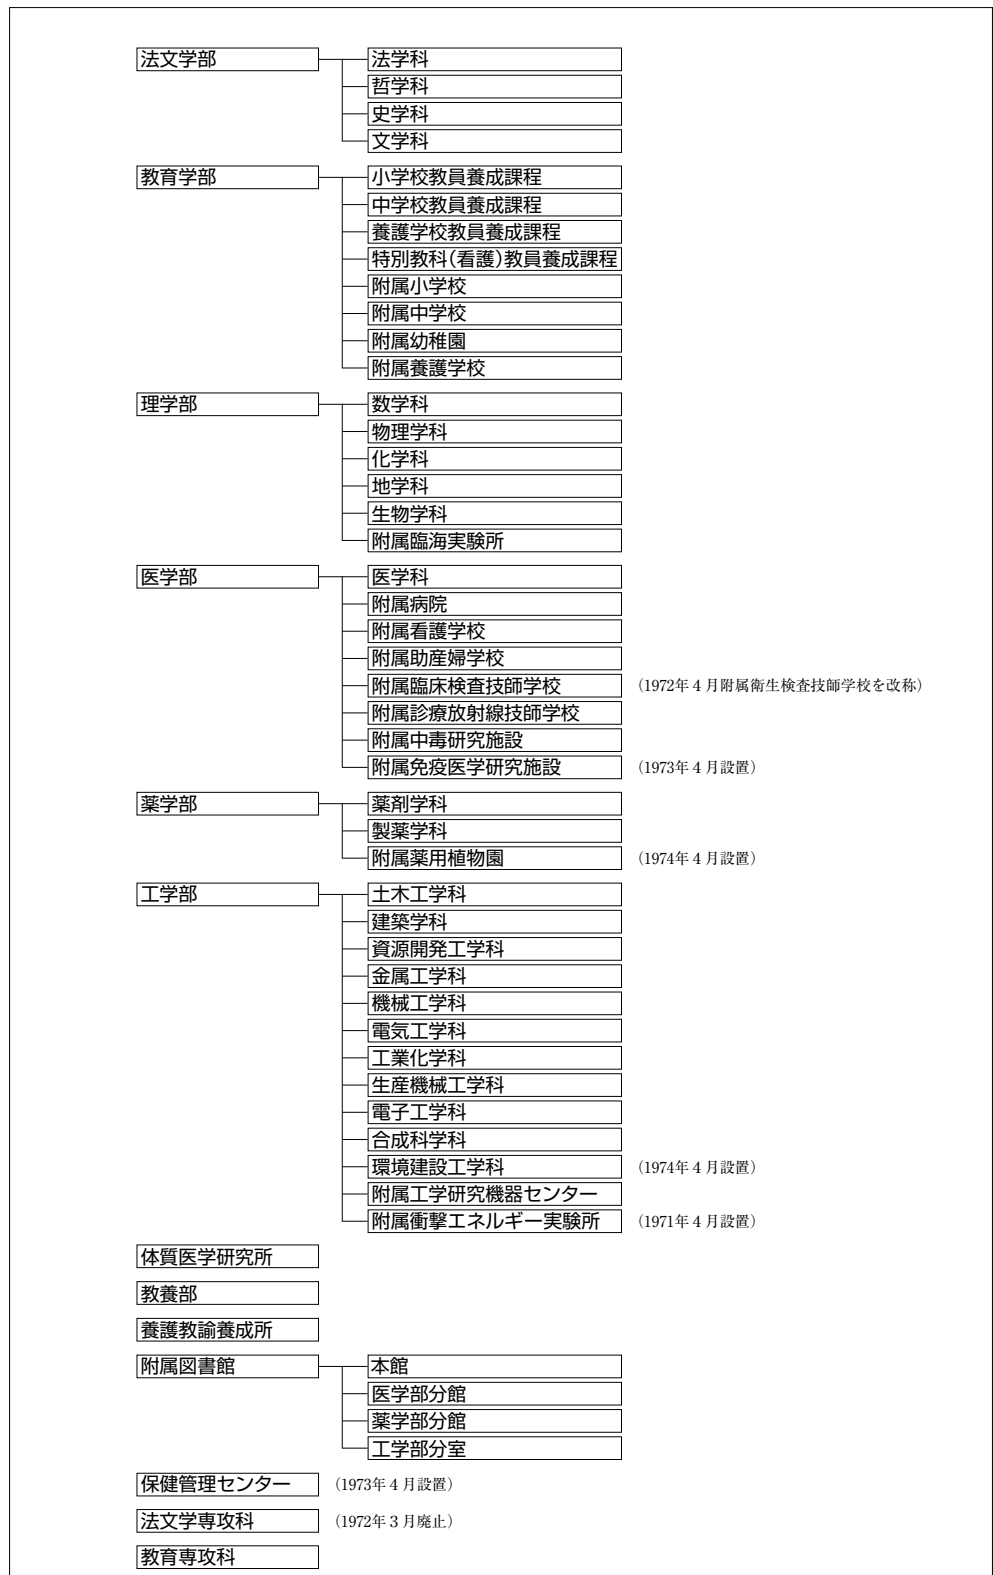 法文学部 法学科
哲学科
史学科
文学科
教育学部 小学校教員養成課程
中学校教員養成課程
養護学校教員養成課程
特別教科（看護）教員養成課程
附属小学校
附属中学校
附属幼稚園
附属養護学校
理学部 数学科
物理学科
化学科
地学科
生物学科
附属臨海実験所
医学部 医学科
附属病院
附属看護学校
附属助産婦学校
附属臨床検査技師学校 （1972年４月附属衛生検査技師学校を改称）
附属診療放射線技師学校
附属中毒研究施設
附属免疫医学研究施設 （1973年４月設置）
薬学部 薬剤学科
製薬学科
附属薬用植物園 （1974年４月設置）
工学部 土木工学科
建築学科
資源開発工学科
金属工学科
機械工学科
電気工学科
工業化学科
生産機械工学科
電子工学科
合成科学科
環境建設工学科 （1974年４月設置）
附属工学研究機器センター
附属衝撃エネルギー実験所 （1971年４月設置）
体質医学研究所
教養部
養護教諭養成所
附属図書館 本館
医学部分館
薬学部分館
工学部分室
保健管理センター （1973年４月設置）
法文学専攻科 （1972年３月廃止）
教育専攻科